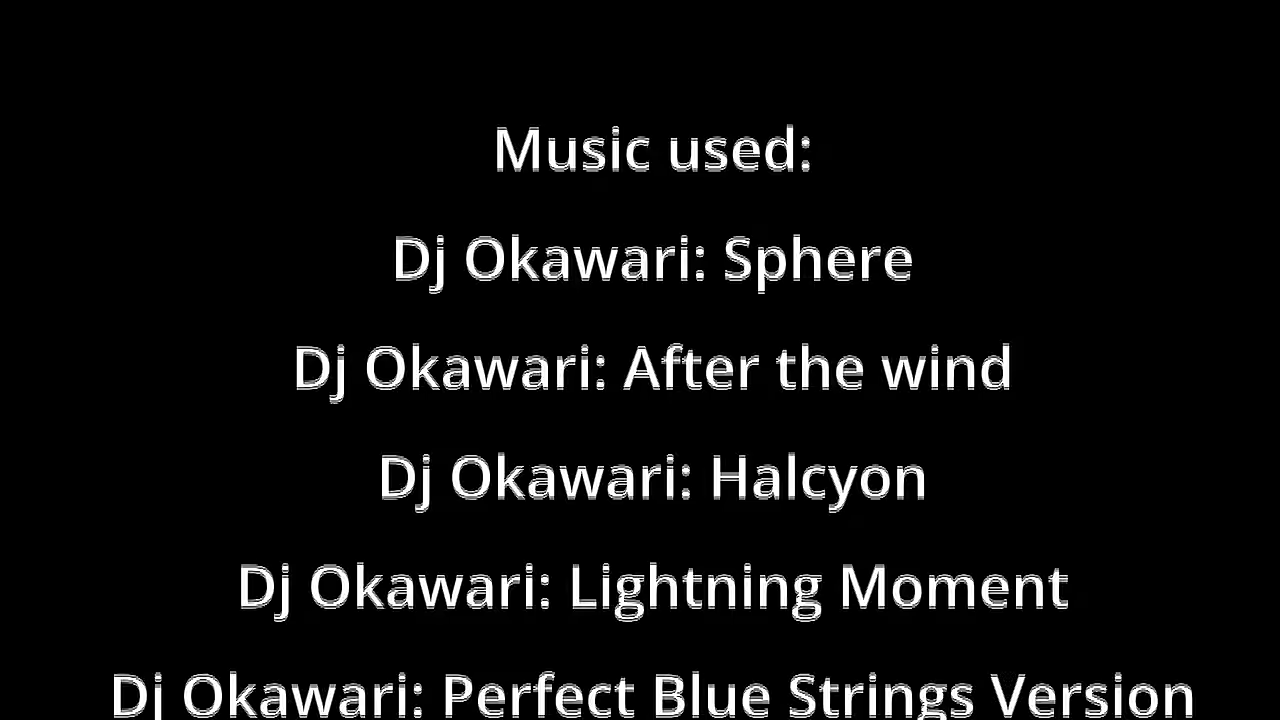 Music used:
Dj Okawari: Sphere
Dj Okawari: After the wind
Dj Okawari: Halcyon
Dj Okawari: Lightning Moment
Dj Okawari: Perfect Blue Strings Version